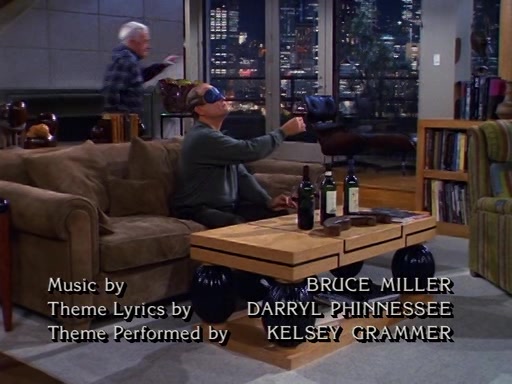 Music by BRUCE MILLER
Theme Lyrics by DARRYL PHINNESSEE
Theme Performed by KELSEY GRAMMER